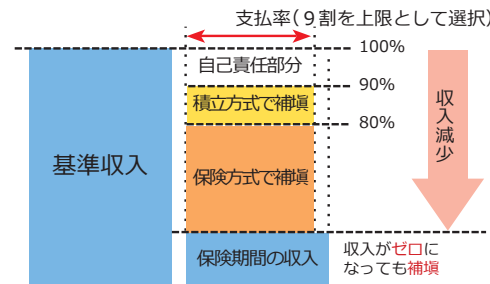 支払率(９割を上限として選択)
100%
自己責任部分
90%
積立方式で補塡
80%
基準収入
保険方式で補塡
収入減少
保険期間の収入
収入がゼロに
なっても補塡